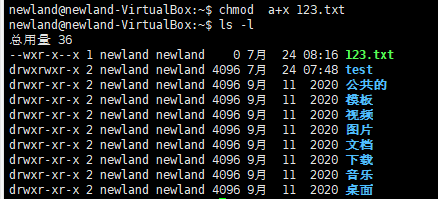 newland@newland-VirtualBox:~$ chmod  a+x 123.txt
newland@newland-VirtualBox:~$ ls -l
总用量 36
--wxr-x--x 1 newland newland    0 7月  24 08:16 123.txt
drwxrwxr-x 2 newland newland 4096 7月  24 07:48 test
drwxr-xr-x 2 newland newland 4096 9月  11  2020 公共的
drwxr-xr-x 2 newland newland 4096 9月  11  2020 模板
drwxr-xr-x 2 newland newland 4096 9月  11  2020 视频
drwxr-xr-x 2 newland newland 4096 9月  11  2020 图片
drwxr-xr-x 2 newland newland 4096 9月  11  2020 文档
drwxr-xr-x 2 newland newland 4096 9月  11  2020 下载
drwxr-xr-x 2 newland newland 4096 9月  11  2020 音乐
drwxr-xr-x 2 newland newland 4096 9月  11  2020 桌面